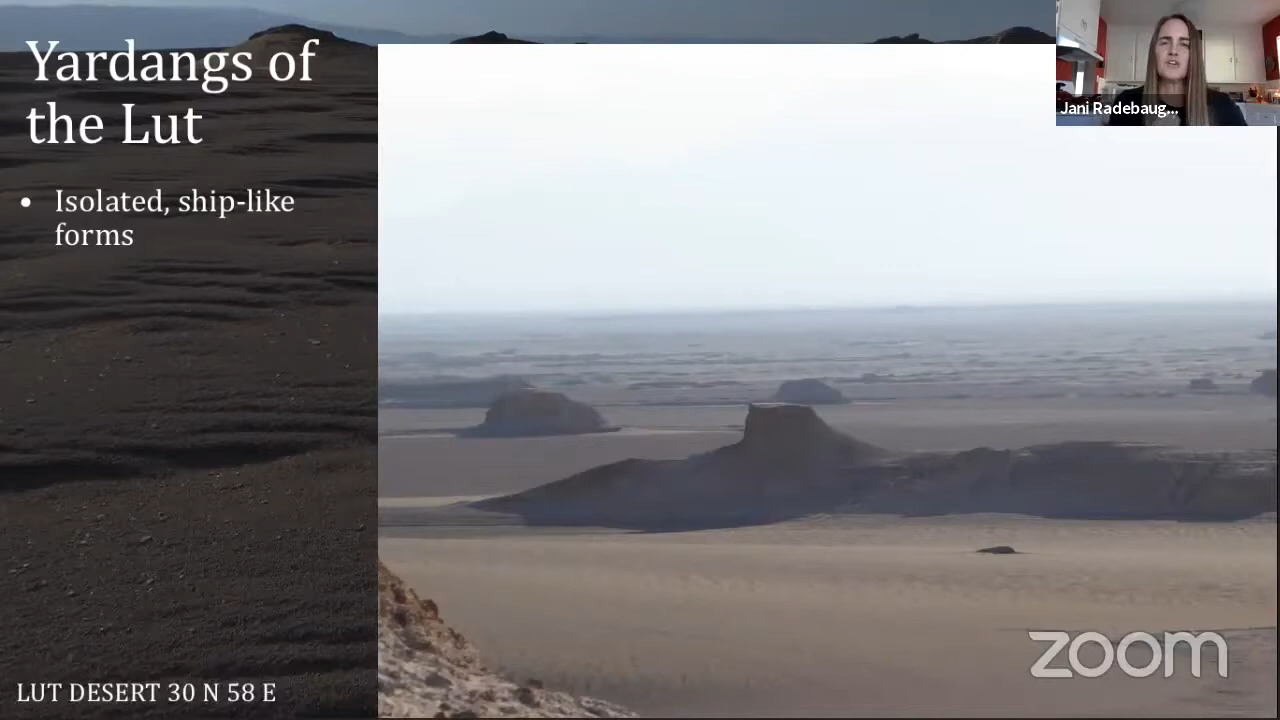 Yardangs of
the Lut
• Isolated, ship-like
forms
LUT DESERT 30 N 58 E
Jani Radebaug...
zoom